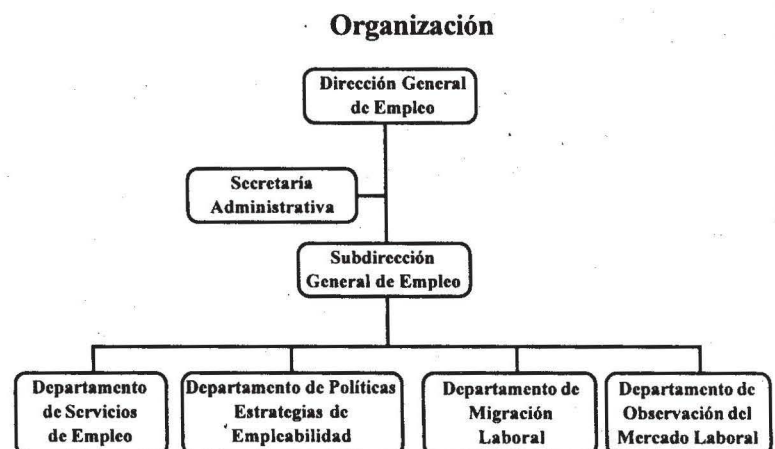 Organización
Dirección General
de Empleo
Secretaría
Administrativa
Subdirección
General de Empleo
Departamento
de Servicios
de Empleo
Departamento de Políticas
Estrategias de
Empleabilidad
Departamento de
Migración
Laboral
Departamento de
Observación del
Mercado Laboral